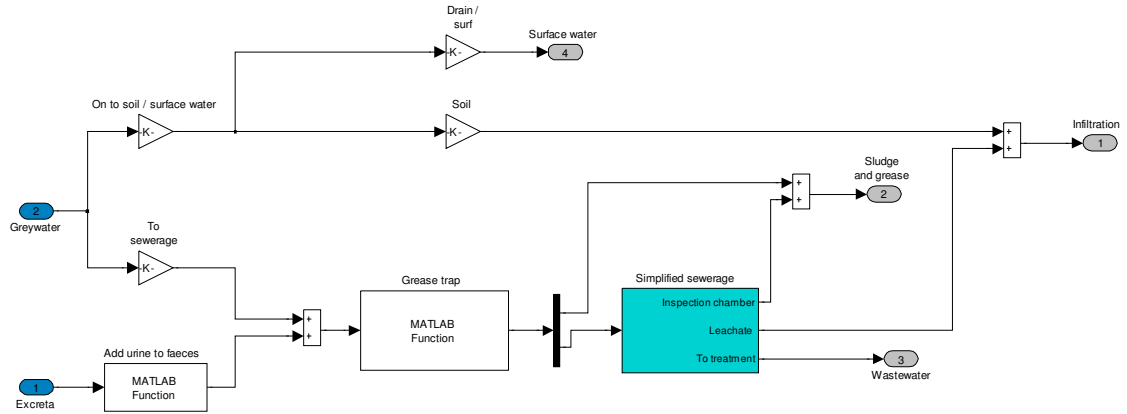 Drain /
surf
-K-
Surface water
4
On to soil / surface water
-K-
Soil
-K-
+
+
Infiltration
1
Sludge
and grease
+
+
2
2
Greywater
To
sewerage
-K-
Grease trap
MATLAB
Function
Simplified sewerage
Inspection chamber
Leachate
To treatment
+
+
3
Wastewater
Add urine to faeces
MATLAB
Function
1
Excreta